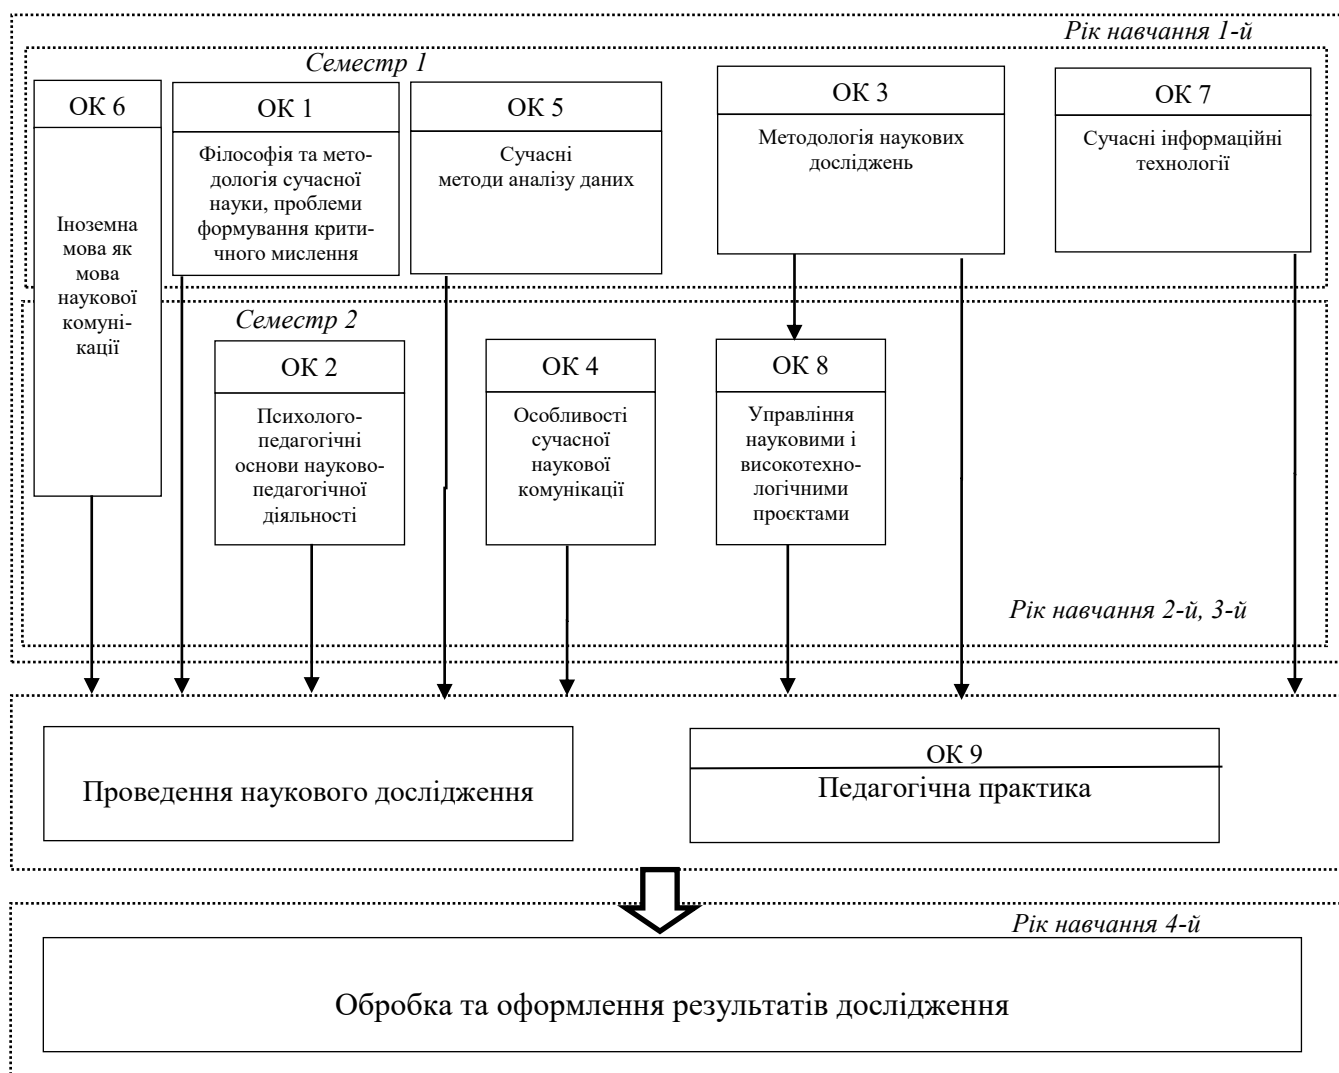 Рік навчання 1-й
Семестр 1
ОК 6
Іноземна
мова як
мова
наукової
комуні-
кації
ОК 1
Філософія та мето-
дологія сучасної
науки, проблеми
формування крити-
чного мислення
ОК 5
Сучасні
методи аналізу даних
ОК 3
Методологія наукових
досліджень
ОК 7
Сучасні інформаційні
технології
Семестр 2
ОК 2
Психолого-
педагогічні
основи науково-
педагогічної
діяльності
ОК 4
Особливості
сучасної
наукової
комунікації
ОК 8
Управління
науковими і
високотехно-
логічними
проєктами
Рік навчання 2-й, 3-й
Проведення наукового дослідження
ОК 9
Педагогічна практика
Рік навчання 4-й
Обробка та оформлення результатів дослідження